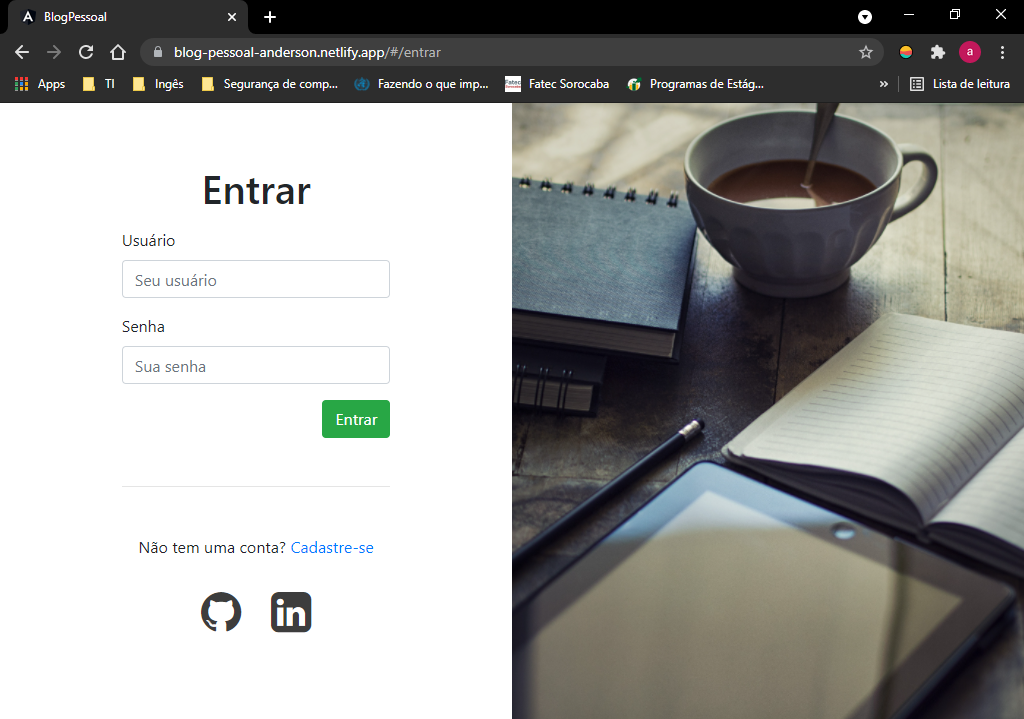 BlogPessoal
blog-pessoal-anderson.netlify.app/#/entrar
a
Apps TI Ingês Segurança de comp... Fazendo o que imp... Fatec Sorocaba Programas de Estág... » Lista de leitura
Entrar
Usuário
Seu usuário
Senha
Sua senha
Entrar
Não tem uma conta? Cadastre-se
in